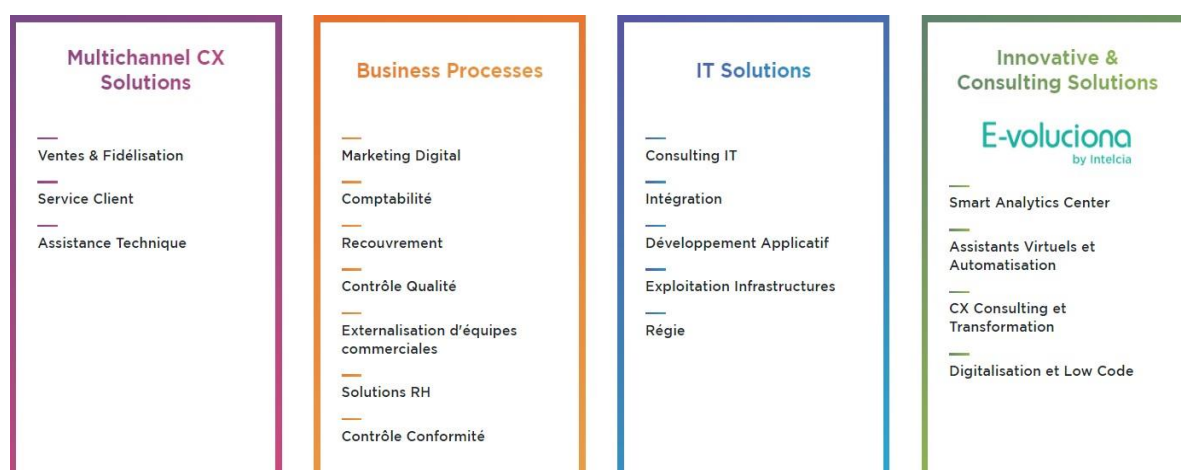 Multichannel CX
Solutions
Ventes & Fidélisation
Service Client
Assistance Technique
Business Processes
Marketing Digital
Comptabilité
Recouvrement
Contrôle Qualité
Externalisation d'équipes
commerciales
Solutions RH
Contrôle Conformité
IT Solutions
Consulting IT
Intégration
Développement Applicatif
Exploitation Infrastructures
Régie
Innovative &
Consulting Solutions
E-voluciona
by Intelcia
Smart Analytics Center
Assistants Virtuels et
Automatisation
CX Consulting et
Transformation
Digitalisation et Low Code